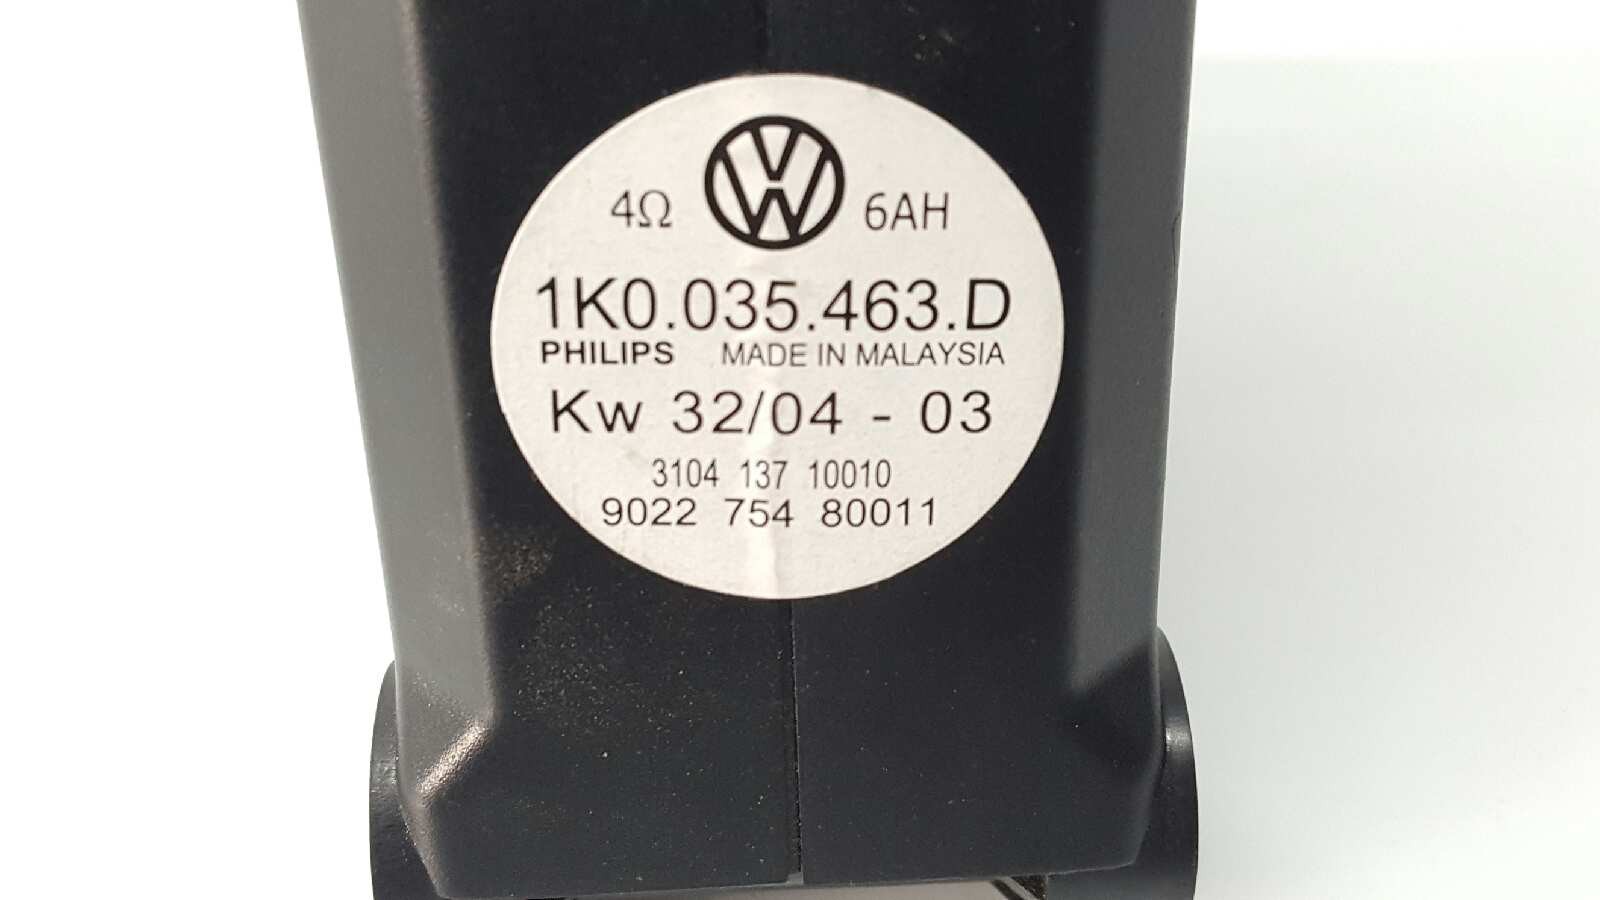 4Ω VW 6AH
1K0.035.463.D
PHILIPS MADE IN MALAYSIA
Kw 32/04 - 03
3104 137 10010
9022 754 80011